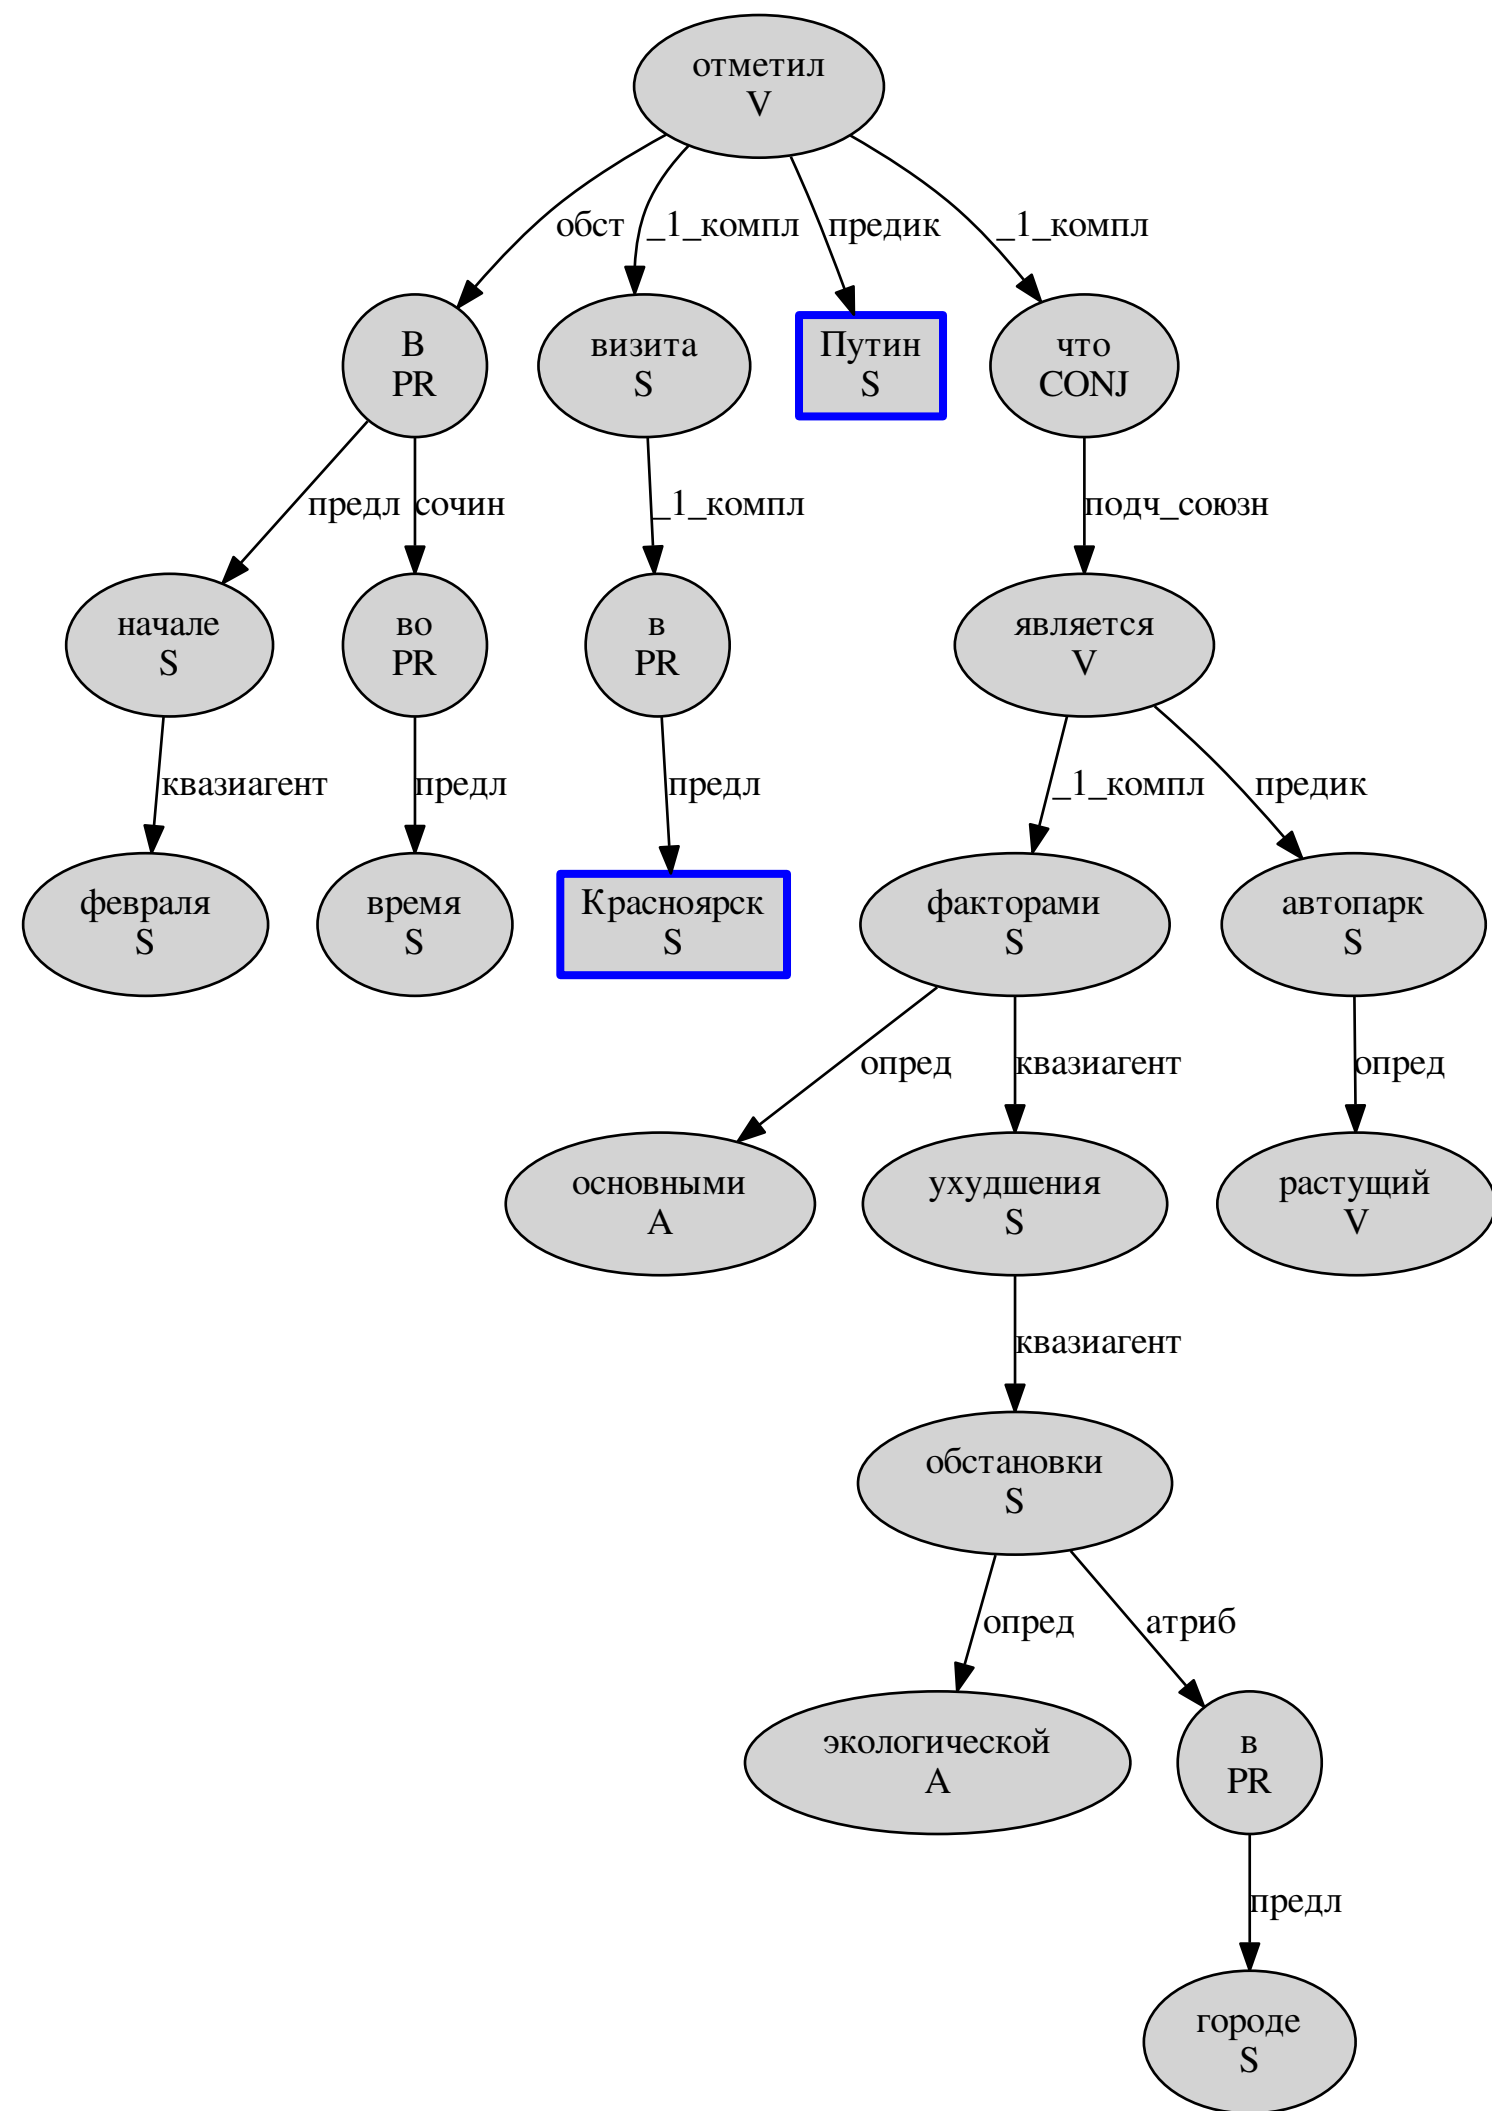 отметил
V
обст
_1_компл
предик
_1_компл
В
PR
визита
S
Путин
S
что
CONJ
предл
сочин
_1_компл
подч_союзн
начале
S
во
PR
в
PR
является
V
квазиагент
предл
предл
_1_компл
предик
февраля
S
время
S
Красноярск
S
факторами
S
автопарк
S
опред
квазиагент
опред
основными
A
ухудшения
S
растущий
V
квазиагент
обстановки
S
опред
атриб
экологической
A
в
PR
предл
городе
S